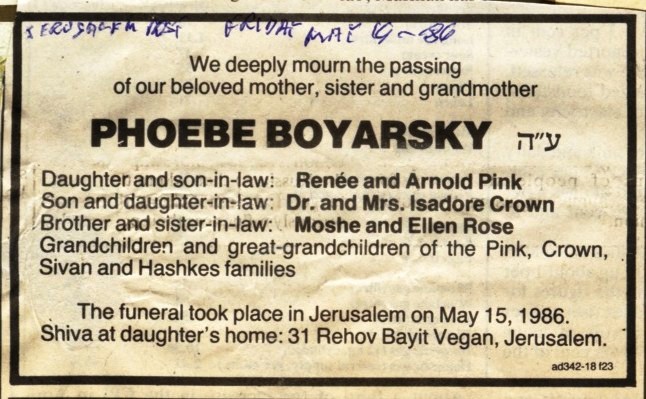 JERUSALEM POST FRIDAY MAY - 86
We deeply mourn the passing
of our beloved mother, sister and grandmother
PHOEBE BOYARSKY ע"ה
Daughter and son-in-law: Renée and Arnold Pink
Son and daughter-in-law: Dr. and Mrs. Isadore Crown
Brother and sister-in-law: Moshe and Ellen Rose
Grandchildren and great-grandchildren of the Pink, Crown,
Sivan and Hashkes families
The funeral took place in Jerusalem on May 15, 1986.
Shiva at daughter's home: 31 Rehov Bayit Vegan, Jerusalem.
ad342-18 f23